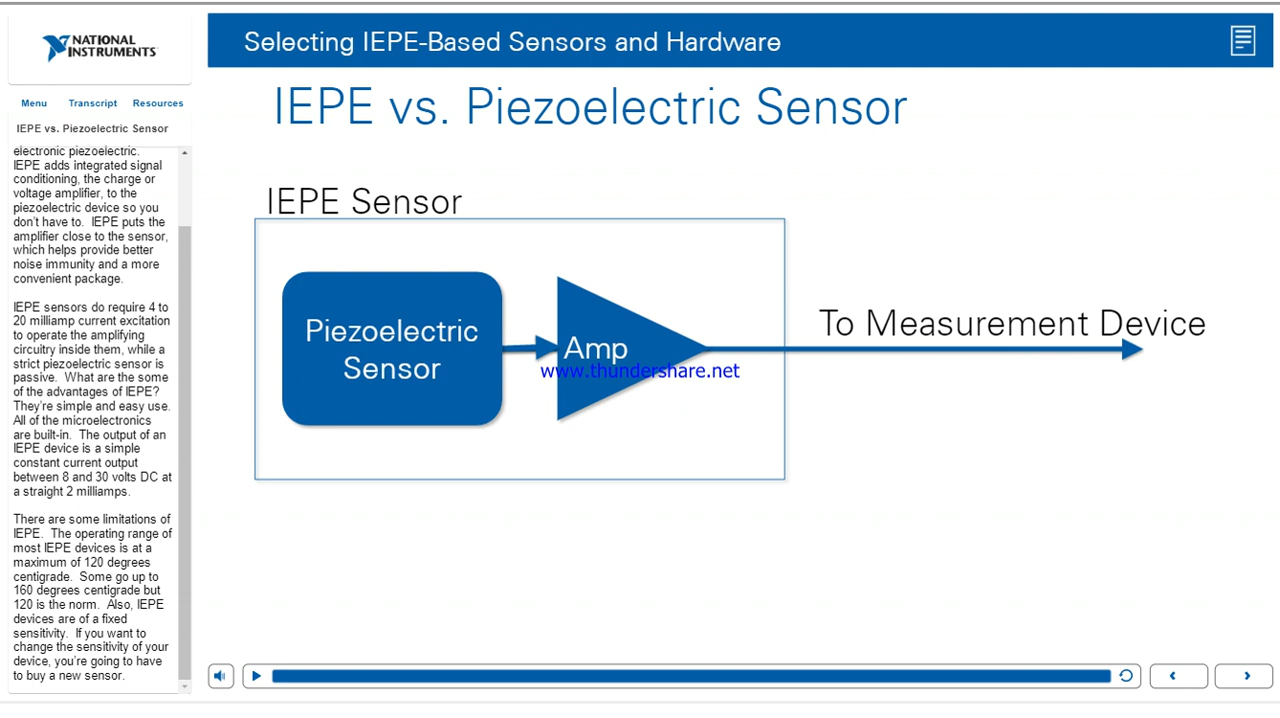 NATIONAL
INSTRUMENTS
Menu Transcript Resources
IEPE vs. Piezoelectric Sensor
electronic piezoelectric.
IEPE adds integrated signal
conditioning, the charge or
voltage amplifier, to the
piezoelectric device so you
don't have to. IEPE puts the
amplifier close to the sensor,
which helps provide better
noise immunity and a more
convenient package.
IEPE sensors do require 4 to
20 milliamp current excitation
to operate the amplifying
circuitry inside them, while a
strict piezoelectric sensor is
passive. What are the some
of the advantages of IEPE?
They're simple and easy use.
All of the microelectronics
are built-in. The output of an
IEPE device is a simple
constant current output
between 8 and 30 volts DC at
a straight 2 milliamps.
There are some limitations of
IEPE. The operating range of
most IEPE devices is at a
maximum of 120 degrees
centigrade. Some go up to
160 degrees centigrade but
120 is the norm. Also, IEPE
devices are of a fixed
sensitivity. If you want to
change the sensitivity of your
device, you're going to have
to buy a new sensor.
Selecting IEPE-Based Sensors and Hardware
IEPE vs. Piezoelectric Sensor
IEPE Sensor
Piezoelectric
Sensor
Amp
www.thundershare.net
To Measurement Device